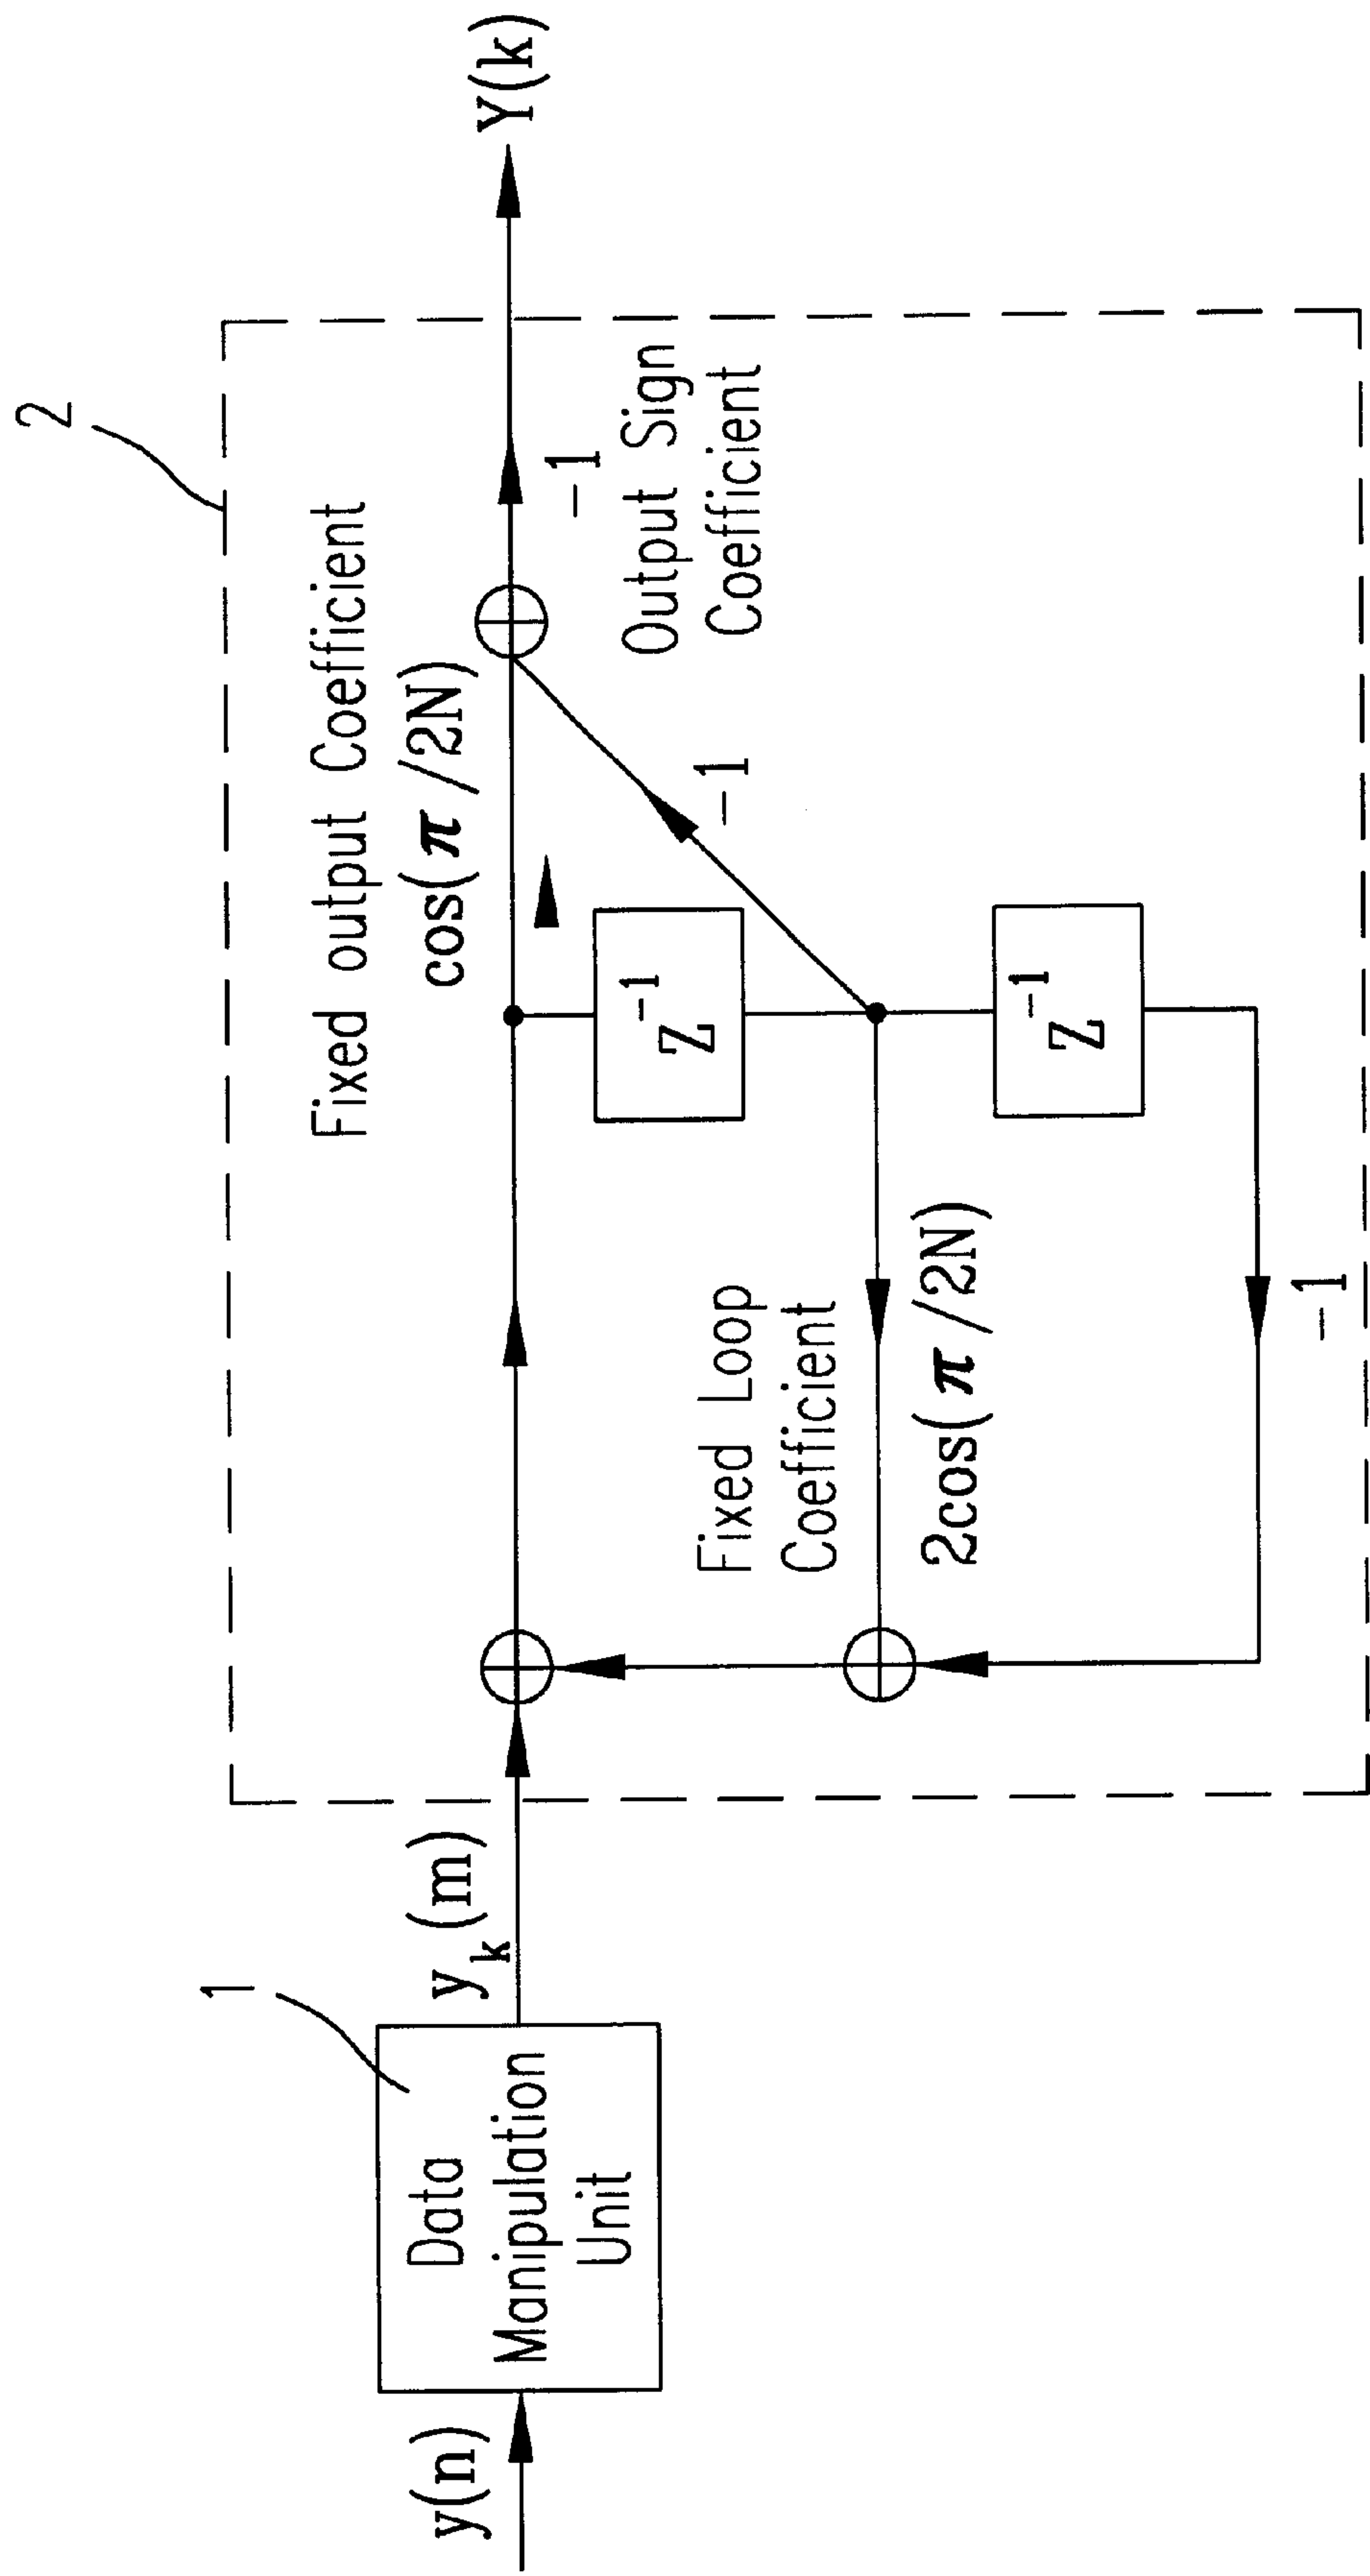 2
Fixed output Coefficient
cos(π/2N)
Y(k)
-1
Output Sign
Coefficient
1
y(n)
Data
Manipulation
Unit
y_k(m)
Z⁻¹
-1
Fixed Loop
Coefficient
2cos(π/2N)
Z⁻¹
-1